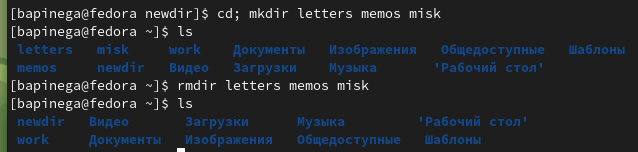 [bapinega@fedora newdir]$ cd; mkdir letters memos misk
[bapinega@fedora ~]$ ls
letters misk work Документы Изображения Общедоступные Шаблоны
memos newdir Видео Загрузки Музыка 'Рабочий стол'
[bapinega@fedora ~]$ rmdir letters memos misk
[bapinega@fedora ~]$ ls
newdir Видео Загрузки Музыка 'Рабочий стол'
work Документы Изображения Общедоступные Шаблоны